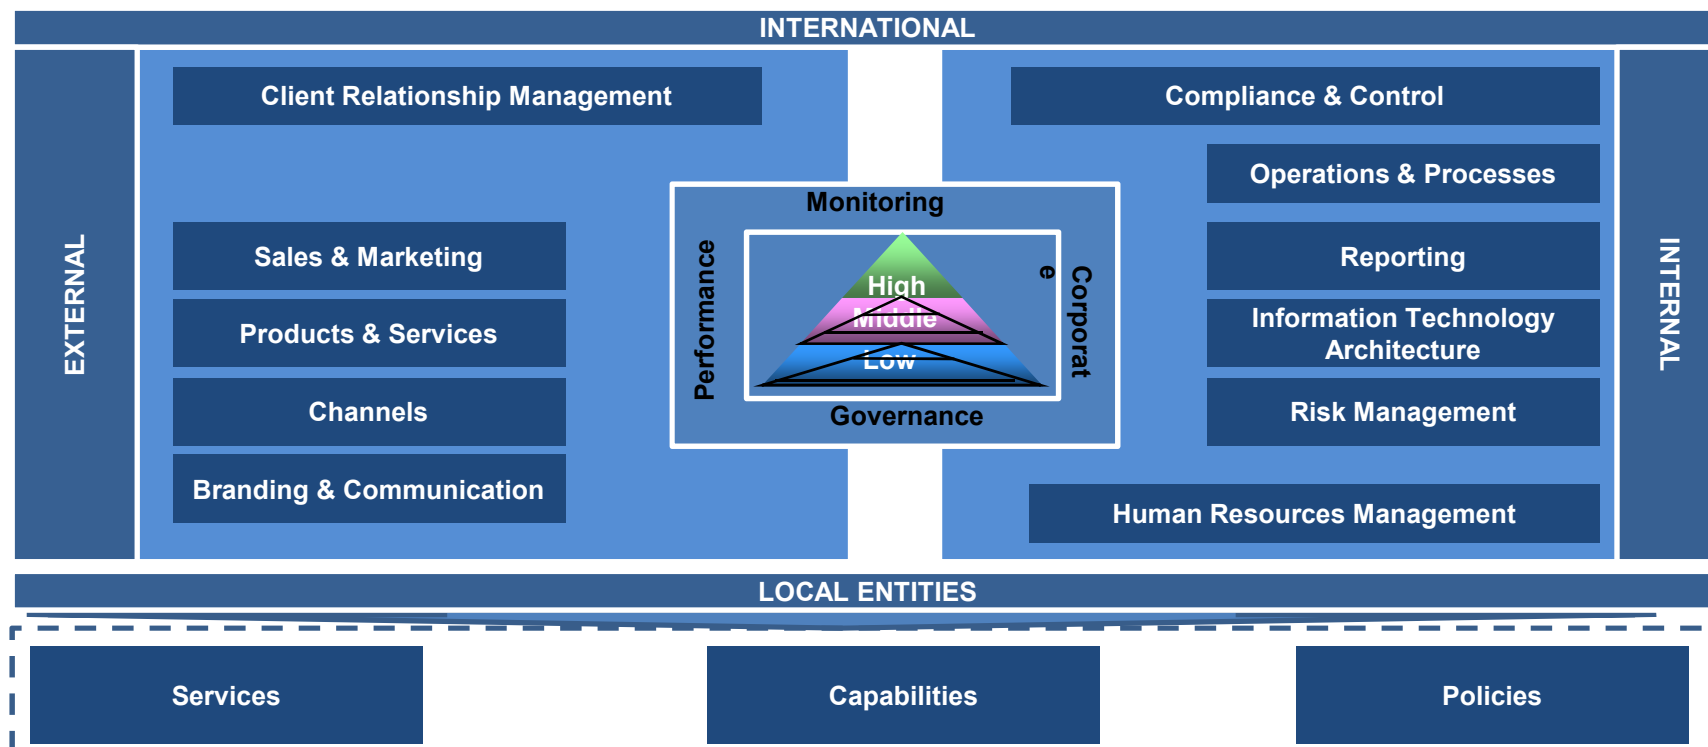 INTERNATIONAL
EXTERNAL
Client Relationship Management
Sales & Marketing
Products & Services
Channels
Branding & Communication
Monitoring
Performance
High
Middle
Low
Corporat
e
Governance
Compliance & Control
Operations & Processes
Reporting
Information Technology
Architecture
Risk Management
Human Resources Management
INTERNAL
LOCAL ENTITIES
Services
Capabilities
Policies